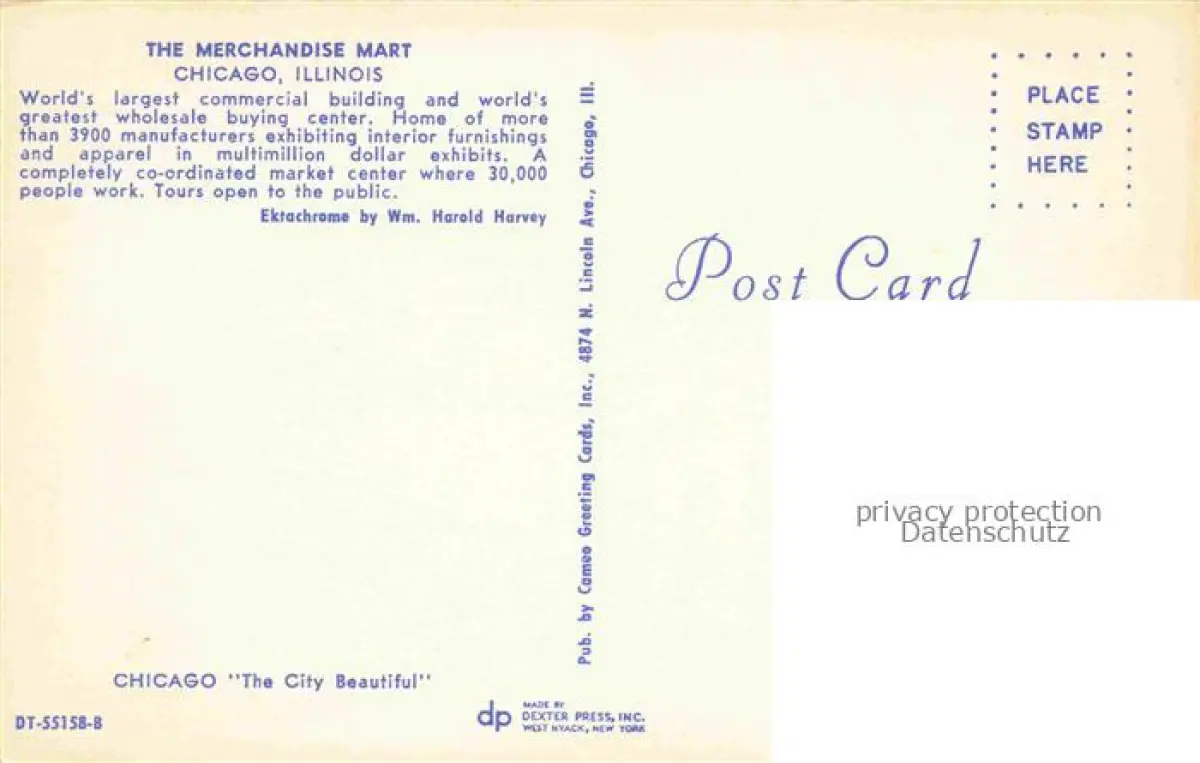 THE MERCHANDISE MART
CHICAGO, ILLINOIS
World's largest commercial building and world's
greatest wholesale buying center. Home of more
than 3900 manufacturers exhibiting interior furnishings
and apparel in multimillion dollar exhibits. A
completely co-ordinated market center where 30,000
people work. Tours open to the public.
Ektachrome by Wm. Harold Harvey
CHICAGO "The City Beautiful"
DT-55158-B
Pub. by Cameo Greeting Cards, Inc., 4874 N. Lincoln Ave., Chicago, Ill.
dp
MADE BY
DEXTER PRESS, INC.
WEST NYACK, NEW YORK
PLACE
STAMP
HERE
Post Card
privacy protection
Datenschutz